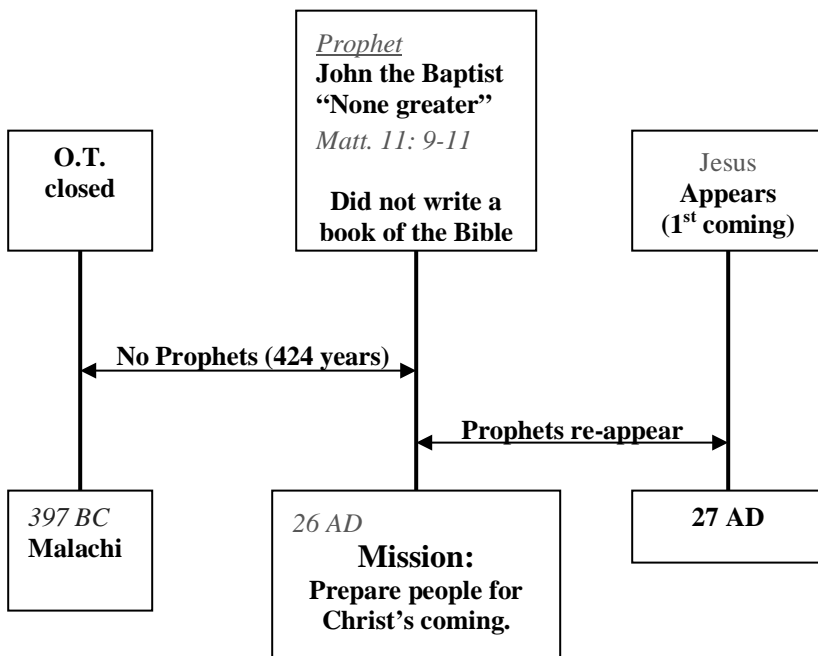 Prophet
John the Baptist
“None greater”
Matt. 11: 9-11
Did not write a
book of the Bible
O.T.
closed
Jesus
Appears
(1st coming)
No Prophets (424 years)
Prophets re-appear
397 BC
Malachi
26 AD
Mission:
Prepare people for
Christ’s coming.
27 AD